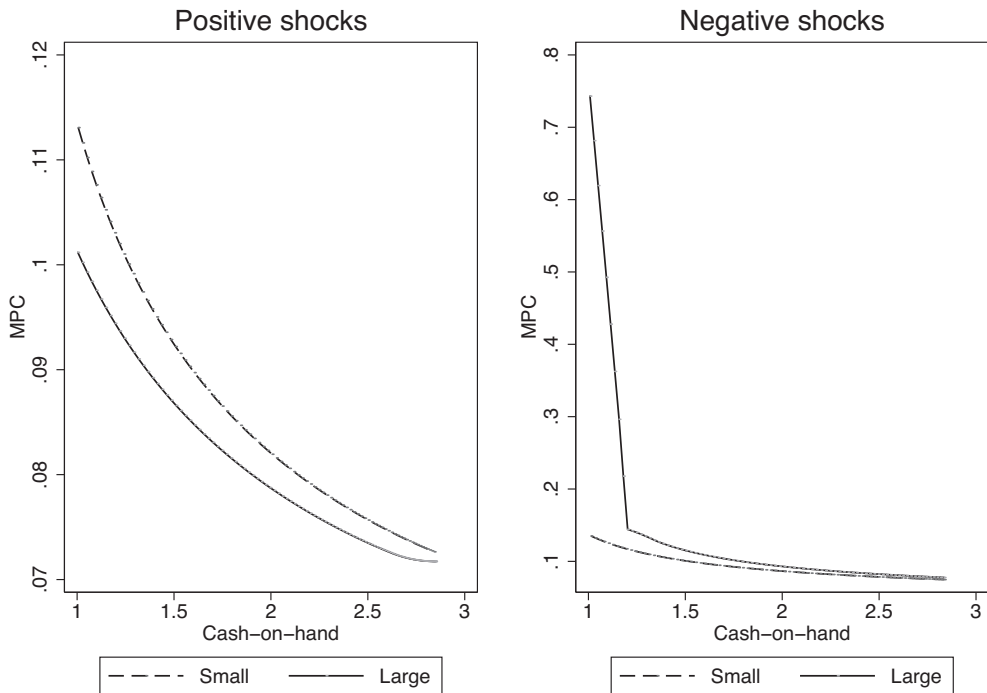 Positive shocks
.12
.11
.1
.09
.08
.07
MPC
1
1.5
2
2.5
3
Cash-on-hand
Small
Large
Negative shocks
.8
.7
.6
.5
.4
.3
.2
.1
MPC
1
1.5
2
2.5
3
Cash-on-hand
Small
Large